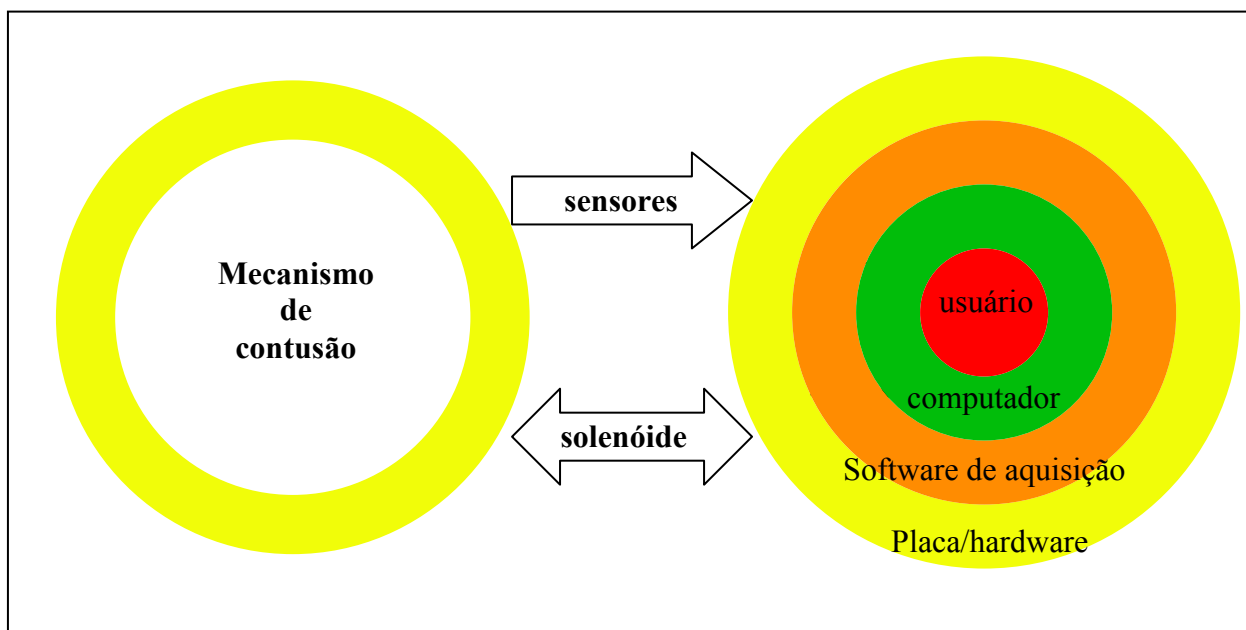 Mecanismo
de
contusão
sensores
solenóide
usuário
computador
Software de aquisição
Placa/hardware